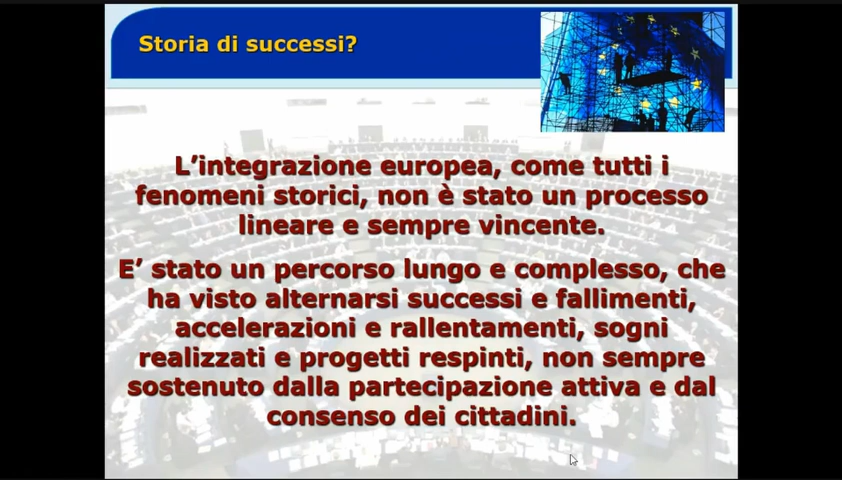 Storia di successi?
L'integrazione europea, come tutti i
fenomeni storici, non è stato un processo
lineare e sempre vincente.
E' stato un percorso lungo e complesso, che
ha visto alternarsi successi e fallimenti,
accelerazioni e rallentamenti, sogni
realizzati e progetti respinti, non sempre
sostenuto dalla partecipazione attiva e dal
consenso dei cittadini.